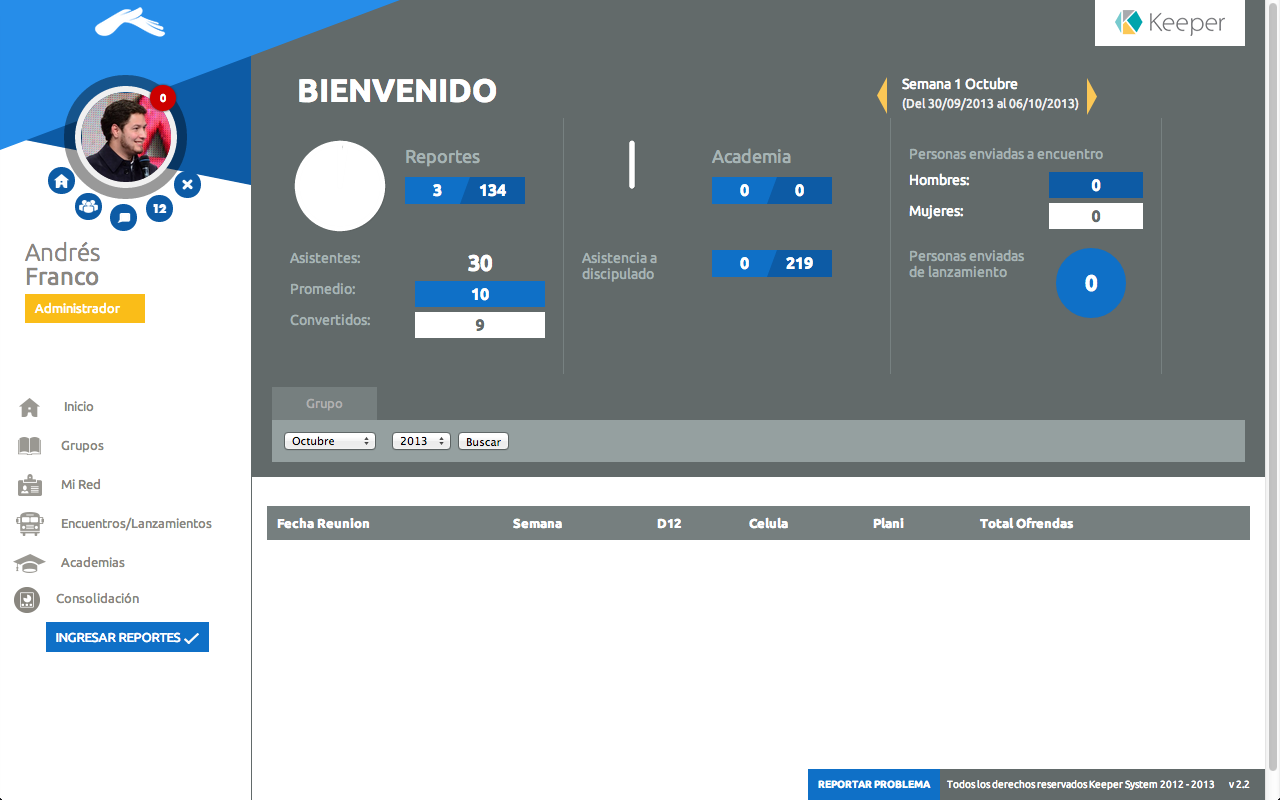 Keeper
0
12
Andrés
Franco
Administrador
Inicio
Grupos
Mi Red
Encuentros/Lanzamientos
Academias
Consolidación
INGRESAR REPORTES
BIENVENIDO
Semana 1 Octubre
(Del 30/09/2013 al 06/10/2013)
Reportes
3 134
Asistentes: 30
Promedio: 10
Convertidos: 9
Academia
0 0
Asistencia a
discipulado
0 219
Personas enviadas a encuentro
Hombres: 0
Mujeres: 0
Personas enviadas
de lanzamiento
0
Grupo
Octubre 2013 Buscar
Fecha Reunion Semana D12 Celula Plani Total Ofrendas
REPORTAR PROBLEMA Todos los derechos reservados Keeper System 2012 - 2013 v 2.2